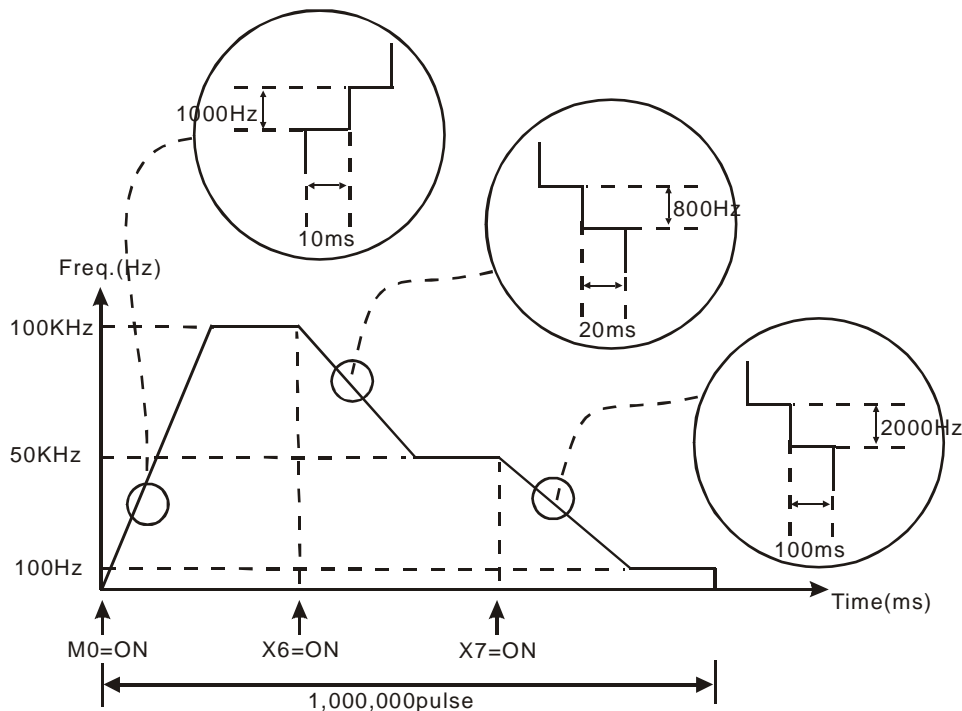 1000Hz
10ms
800Hz
20ms
2000Hz
100ms
Freq.(Hz)
100KHz
50KHz
100Hz
Time(ms)
M0=ON
X6=ON
X7=ON
1,000,000pulse